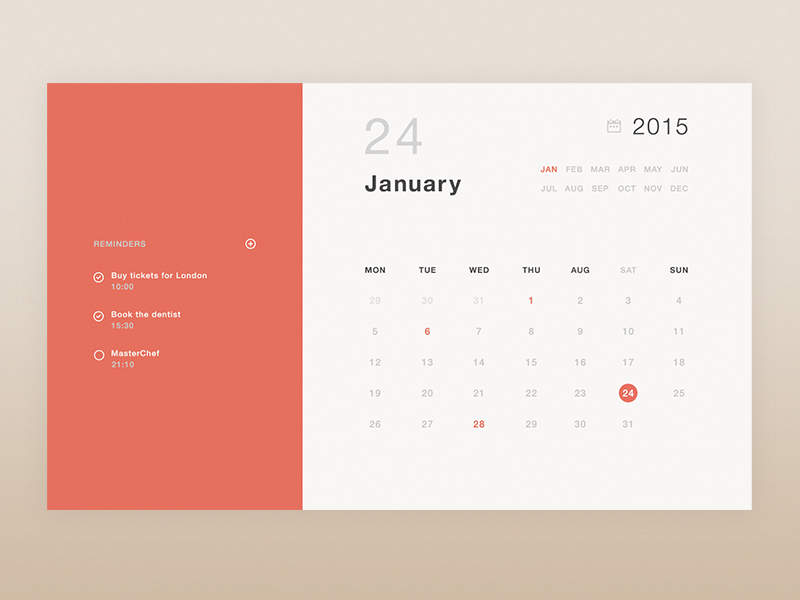 REMINDERS
Buy tickets for London
10:00
Book the dentist
15:30
MasterChef
21:10
24
January
2015
JAN FEB MAR APR MAY JUN
JUL AUG SEP OCT NOV DEC
MON TUE WED THU AUG SAT SUN
29 30 31 1 2 3 4
5 6 7 8 9 10 11
12 13 14 15 16 17 18
19 20 21 22 23 24 25
26 27 28 29 30 31